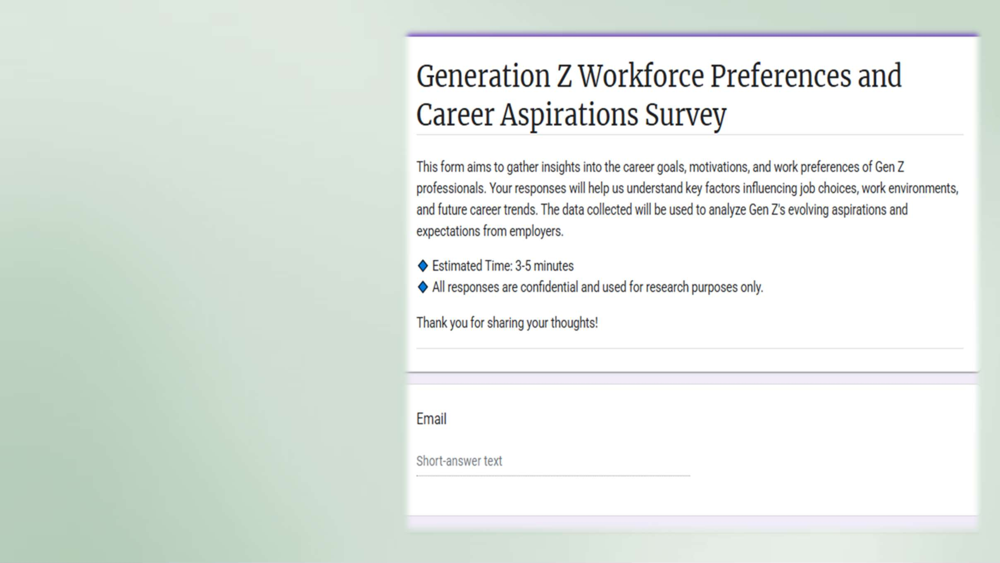 Generation Z Workforce Preferences and
Career Aspirations Survey
This form aims to gather insights into the career goals, motivations, and work preferences of Gen Z
professionals. Your responses will help us understand key factors influencing job choices, work environments,
and future career trends. The data collected will be used to analyze Gen Z's evolving aspirations and
expectations from employers.
Estimated Time: 3-5 minutes
All responses are confidential and used for research purposes only.
Thank you for sharing your thoughts!
Email
Short-answer text